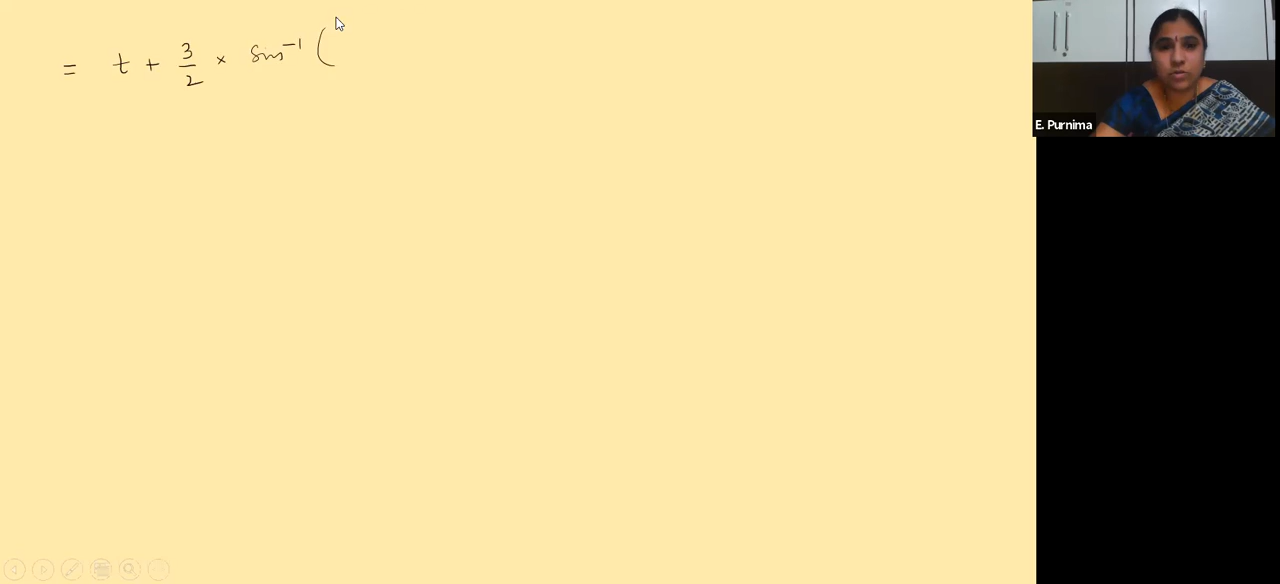 = t + 3/2 × sin⁻¹ (
E. Purnima